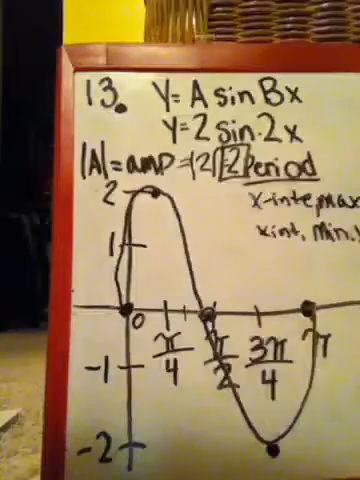 13. Y= A sin Bx
Y= 2 sin 2x
|A|=amp=|2|=2 Period
x-int, max
x int, min.
2
1
0
π/4 π/2 3π/4 π
-1
-2